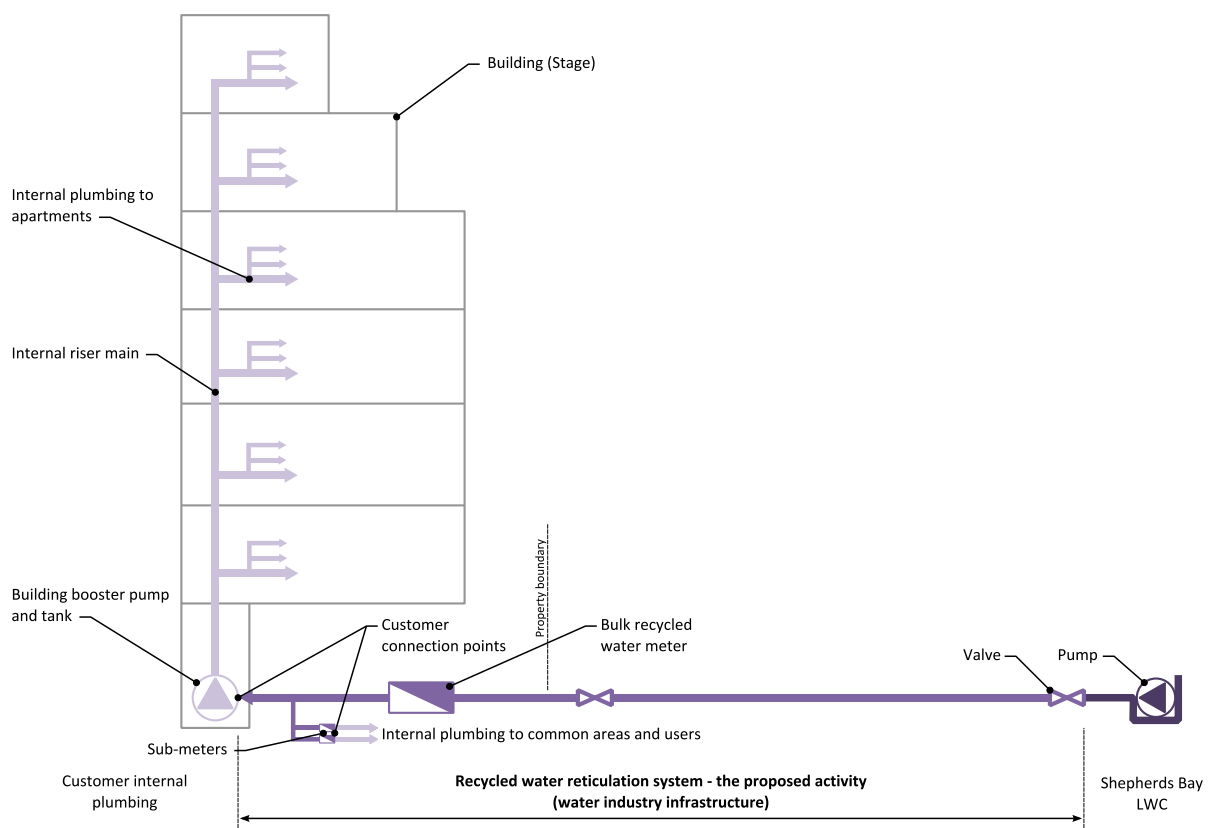 Building (Stage)
Internal plumbing to
apartments
Internal riser main
Building booster pump
and tank
Customer
connection points
Property boundary
Bulk recycled
water meter
Valve
Pump
Sub-meters
Internal plumbing to common areas and users
Customer internal
plumbing
Recycled water reticulation system - the proposed activity
(water industry infrastructure)
Shepherds Bay
LWC